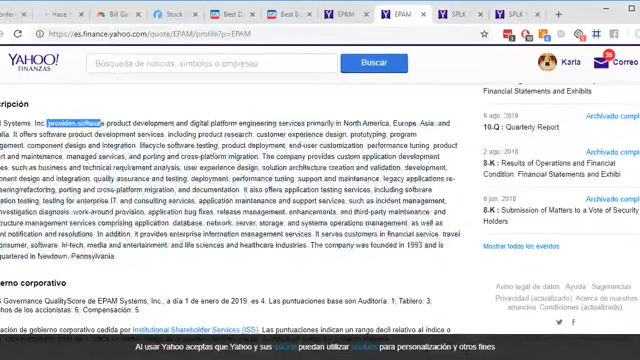 Hace 1
Bill Ga
Stock
Best D
Best B
EPAM
EPAM
SPLK
SPLK
https://es.finance.yahoo.com/quote/EPAM/profile?p=EPAM
YAHOO!
FINANZAS
Búsqueda de noticias, símbolos o empresas
Buscar
Karla
36
Correo
cripción
Systems, Inc. provides software product development and digital platform engineering services primarily in North America, Europe, Asia, and
lia. It offers software product development services, including product research, customer experience design, prototyping, program
gement, component design and integration, lifecycle software testing, product deployment, end-user customization, performance tuning, product
ort and maintenance, managed services, and porting and cross-platform migration. The company provides custom application development
ces, such as business and technical requirement analysis, user experience design, solution architecture creation and validation, development,
nent design and integration, quality assurance and testing, deployment, performance tuning, support and maintenance, legacy applications re-
eering/refactoring, porting and cross-platform migration, and documentation. It also offers application testing services, including software
ation testing, testing for enterprise IT, and consulting services, application maintenance and support services, such as incident management,
investigation diagnosis, work-around provision, application bug fixes, release management, enhancements, and third-party maintenance; and
tructure management services comprising application, database, network, server, storage, and systems operations management, as well as
ent notification and resolutions. In addition, it provides enterprise information management services. It serves customers in financial service,
onsumer, software, hi-tech, media and entertainment, and life sciences and healthcare industries. The company was founded in 1993 and is
quartered in Newtown, Pennsylvania.
ierno corporativo
Governance QualityScore de EPAM Systems, Inc., a día 1 de enero de 2019, es 4. Las puntuaciones base son Auditoría: 1; Tablero: 3;
chos de los accionistas: 6; Compensación: 5.
uación de gobierno corporativo cedida por Institutional Shareholder Services (ISS). Las puntuaciones indican un rango decil relativo al índice o
Financial Statements and Exhibits
9 ago. 2018
Archivado compl
10-Q : Quarterly Report
Archivado compl
8-K : Results of Operations and Financial
Condition, Financial Statements and Exhibi
8 jun. 2018
Archivado compl
8-K : Submission of Matters to a Vote of Security
Holders
Mostrar todos los eventos
Aviso legal de datos
Ayuda
Sugerencias
Privacidad (actualizado)
Acerca de nuestros
anuncios
Condiciones (actualizado)
Al usar Yahoo aceptas que Yahoo y sus socios puedan utilizar cookies para personalización y otros fines